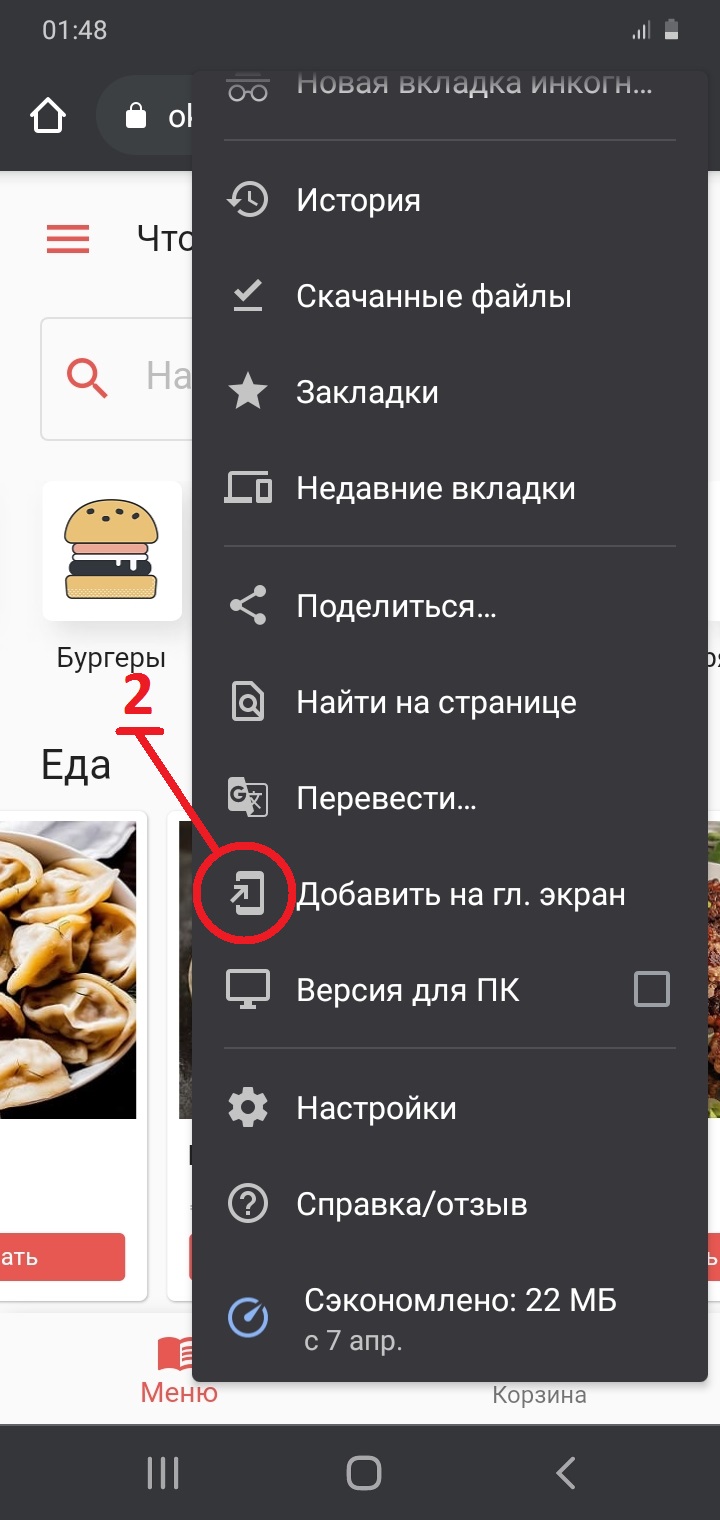 01:48
Новая вкладка инкогн...
ok
История
Что
Скачанные файлы
На
Закладки
Недавние вкладки
Поделиться...
Бургеры
2
Найти на странице
Еда
Перевести...
Добавить на гл. экран
Версия для ПК
Настройки
Справка/отзыв
ать
Сэкономлено: 22 МБ
с 7 апр.
Меню
Корзина